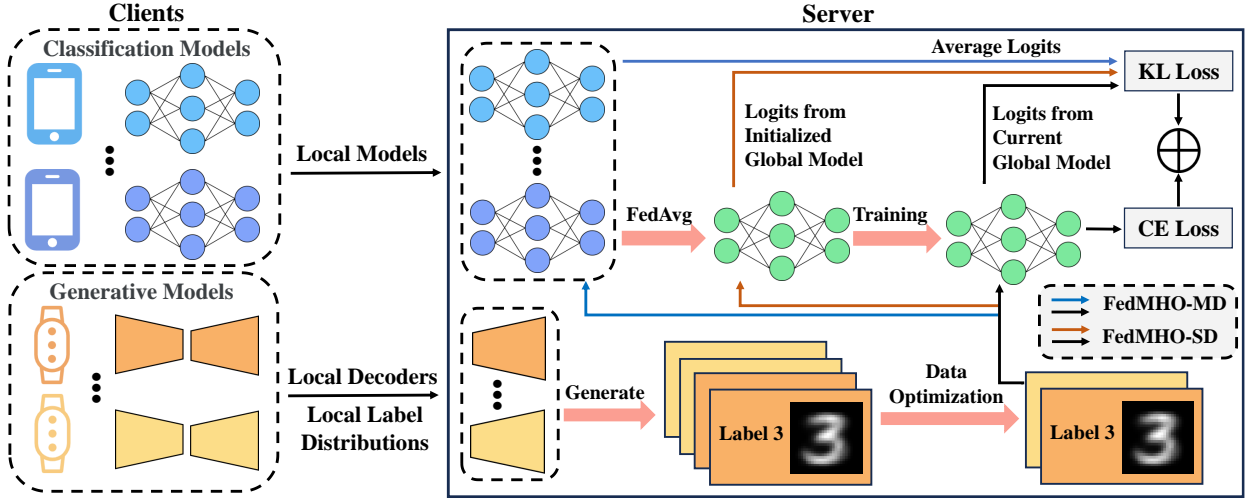 Clients
Server
Classification Models
Average Logits
KL Loss
Logits from
Initialized
Global Model
Logits from
Current
Global Model
Local Models
FedAvg
Training
CE Loss
Generative Models
FedMHO-MD
FedMHO-SD
Local Decoders
Local Label
Distributions
Generate
Label 3
3
Data
Optimization
Label 3
3